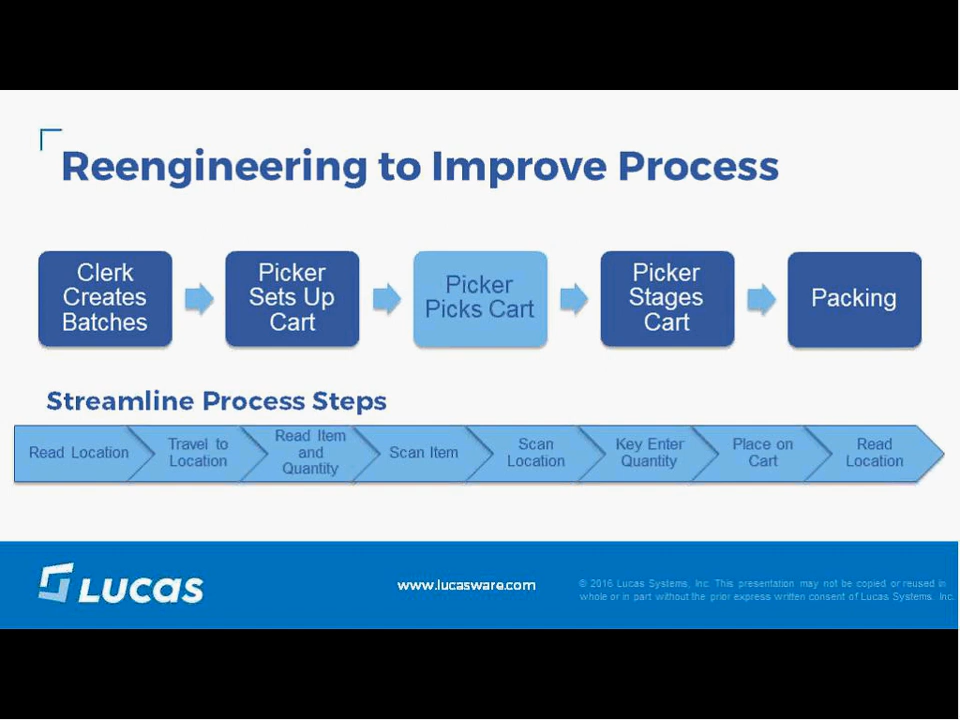 Reengineering to Improve Process
Clerk
Creates
Batches
Picker
Sets Up
Cart
Picker
Picks Cart
Picker
Stages
Cart
Packing
Streamline Process Steps
Read Location
Travel to
Location
Read Item
and
Quantity
Scan Item
Scan
Location
Key Enter
Quantity
Place on
Cart
Read
Location
LUCAS
www.lucasware.com
© 2016 Lucas Systems, Inc. This presentation may not be copied or reused in
whole or in part without the prior express written consent of Lucas Systems, Inc.